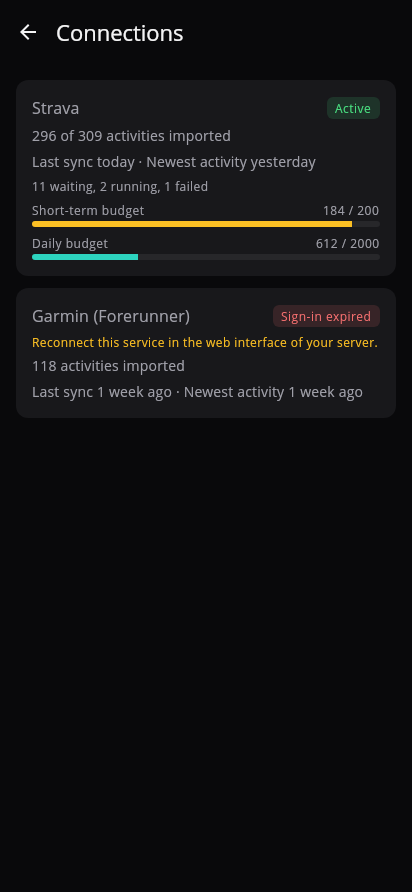 Connections
Strava
Active
296 of 309 activities imported
Last sync today · Newest activity yesterday
11 waiting, 2 running, 1 failed
Short-term budget 184 / 200
Daily budget 612 / 2000
Garmin (Forerunner)
Sign-in expired
Reconnect this service in the web interface of your server.
118 activities imported
Last sync 1 week ago · Newest activity 1 week ago